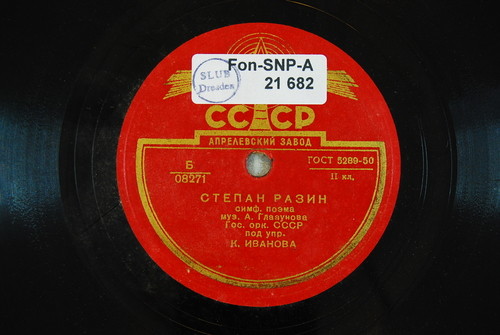 Fon-SNP-A
21 682
SLUB
Dresden
СССР
АПРЕЛЕВСКИЙ ЗАВОД
Б
08271
ГОСТ 5289-50
II кл.
СТЕПАН РАЗИН
симф. поэма
муз. А. Глазунова
Гос. орк. СССР
под упр.
К. ИВАНОВА